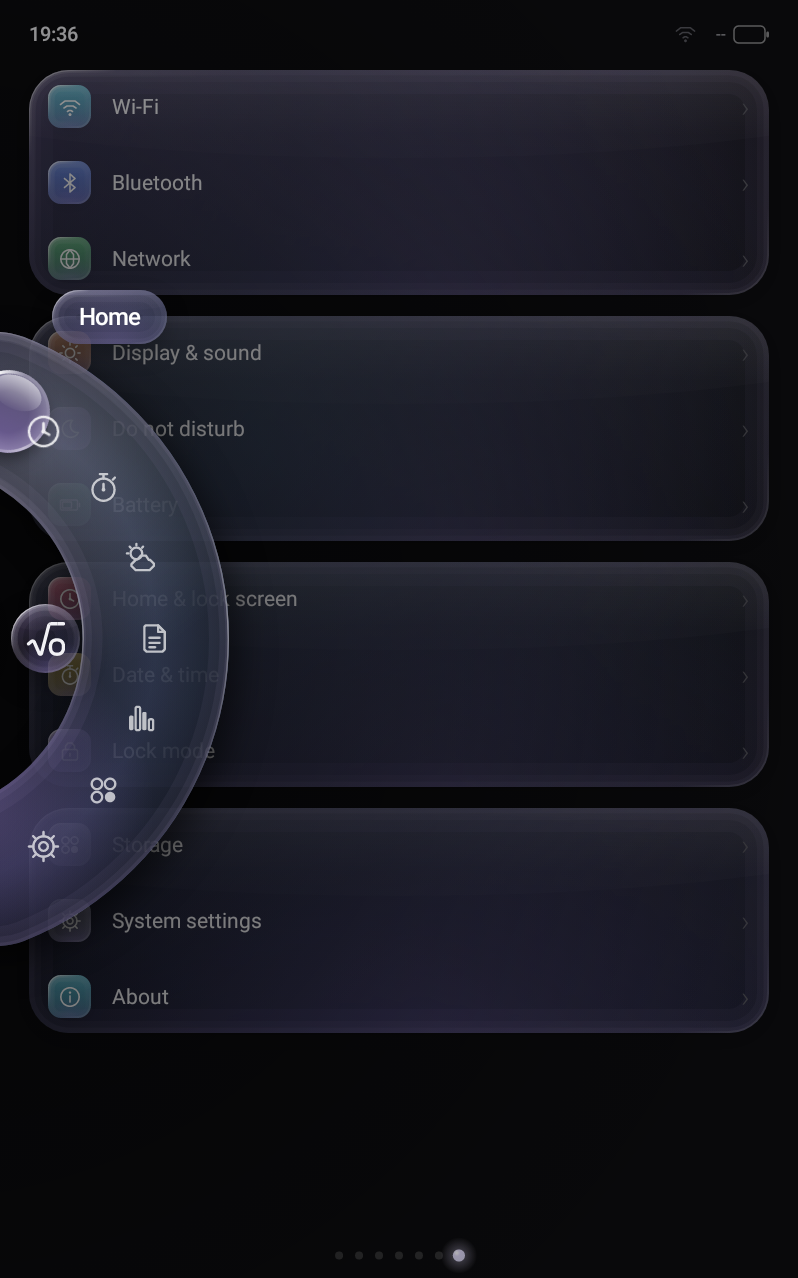 19:36
--
Wi-Fi
Bluetooth
Network
Home
Display & sound
Do not disturb
Battery
Home & lock screen
Date & time
Lock mode
Storage
System settings
About